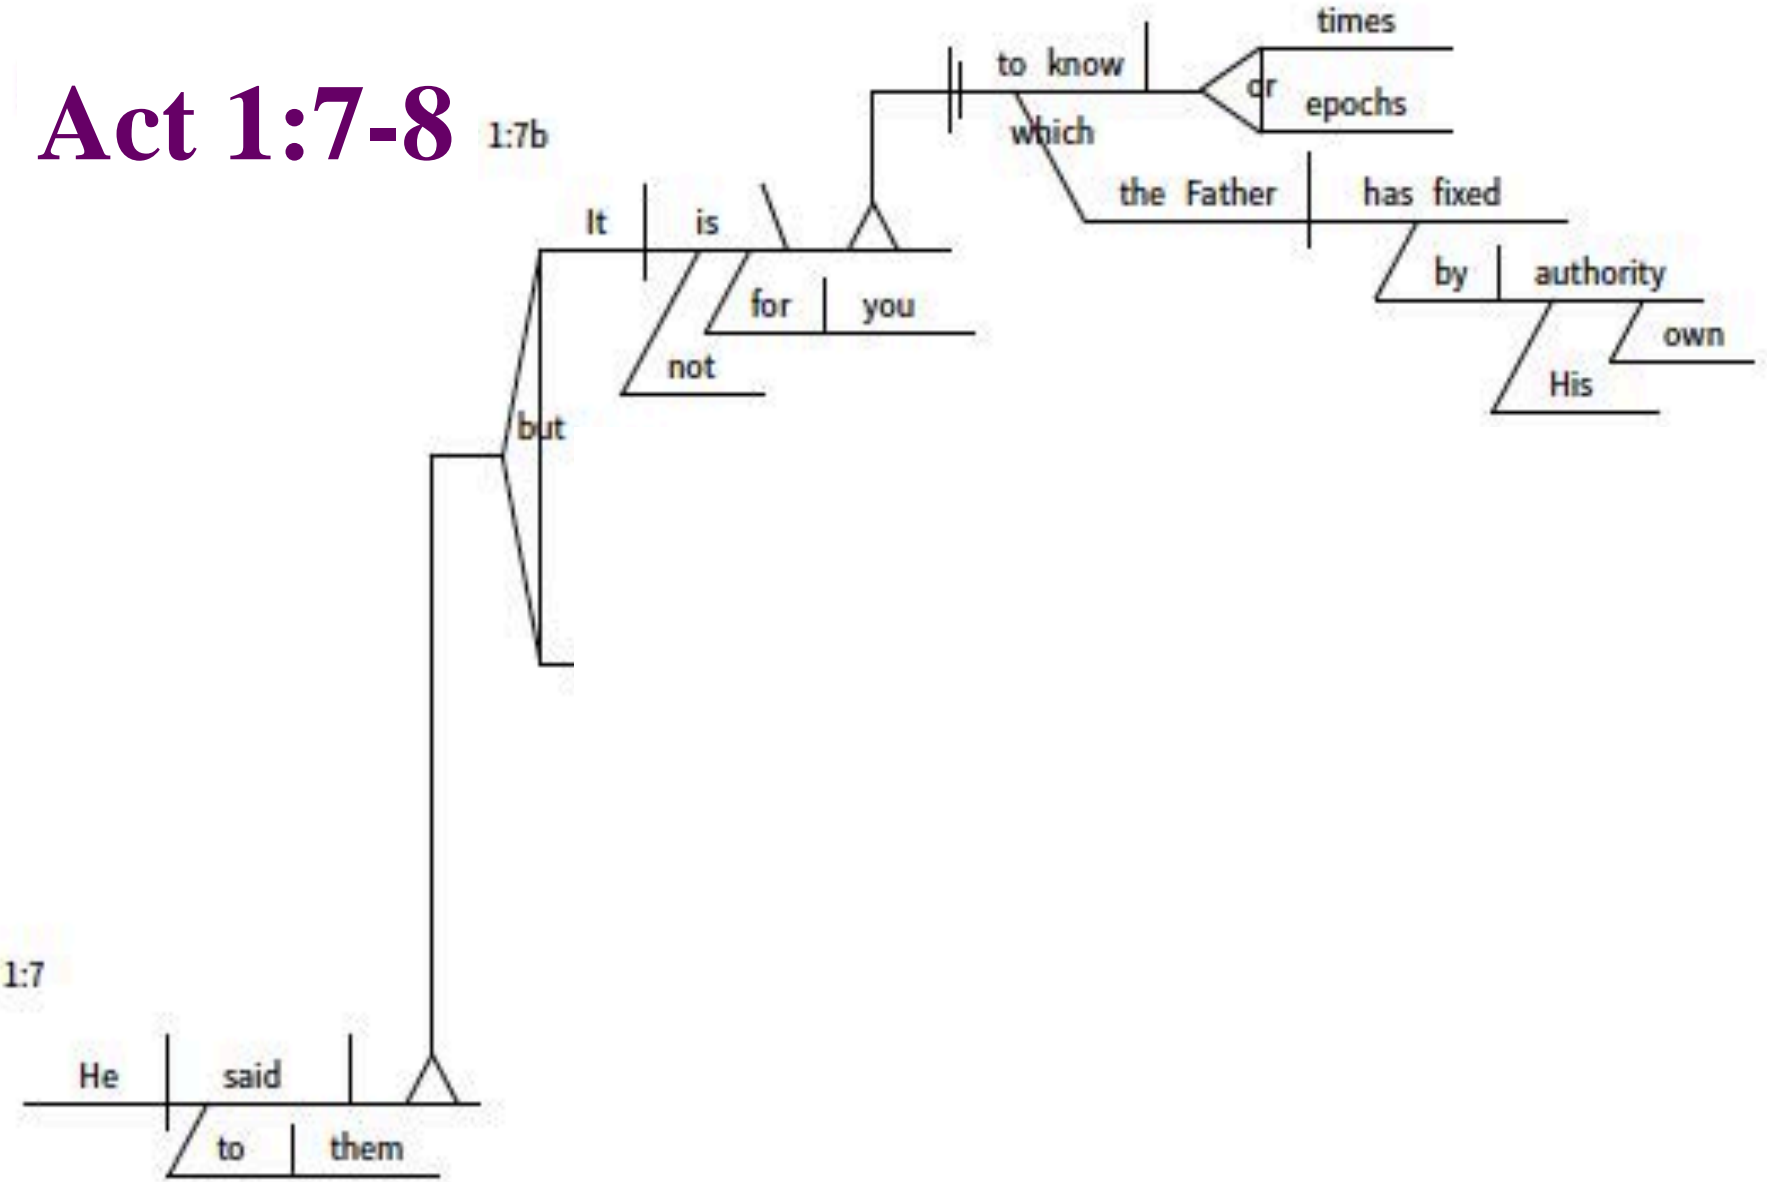 times
to know
or
epochs
Act 1:7-8
1:7b
which
the Father
has fixed
It
is
by
authority
for
you
own
not
His
but
1:7
He
said
to
them